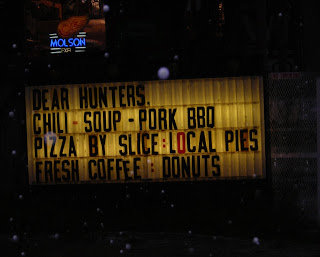 MOLSON
DEAR HUNTERS,
CHILI - SOUP - PORK BBQ
PIZZA BY SLICE : LOCAL PIES
FRESH COFFEE : DONUTS